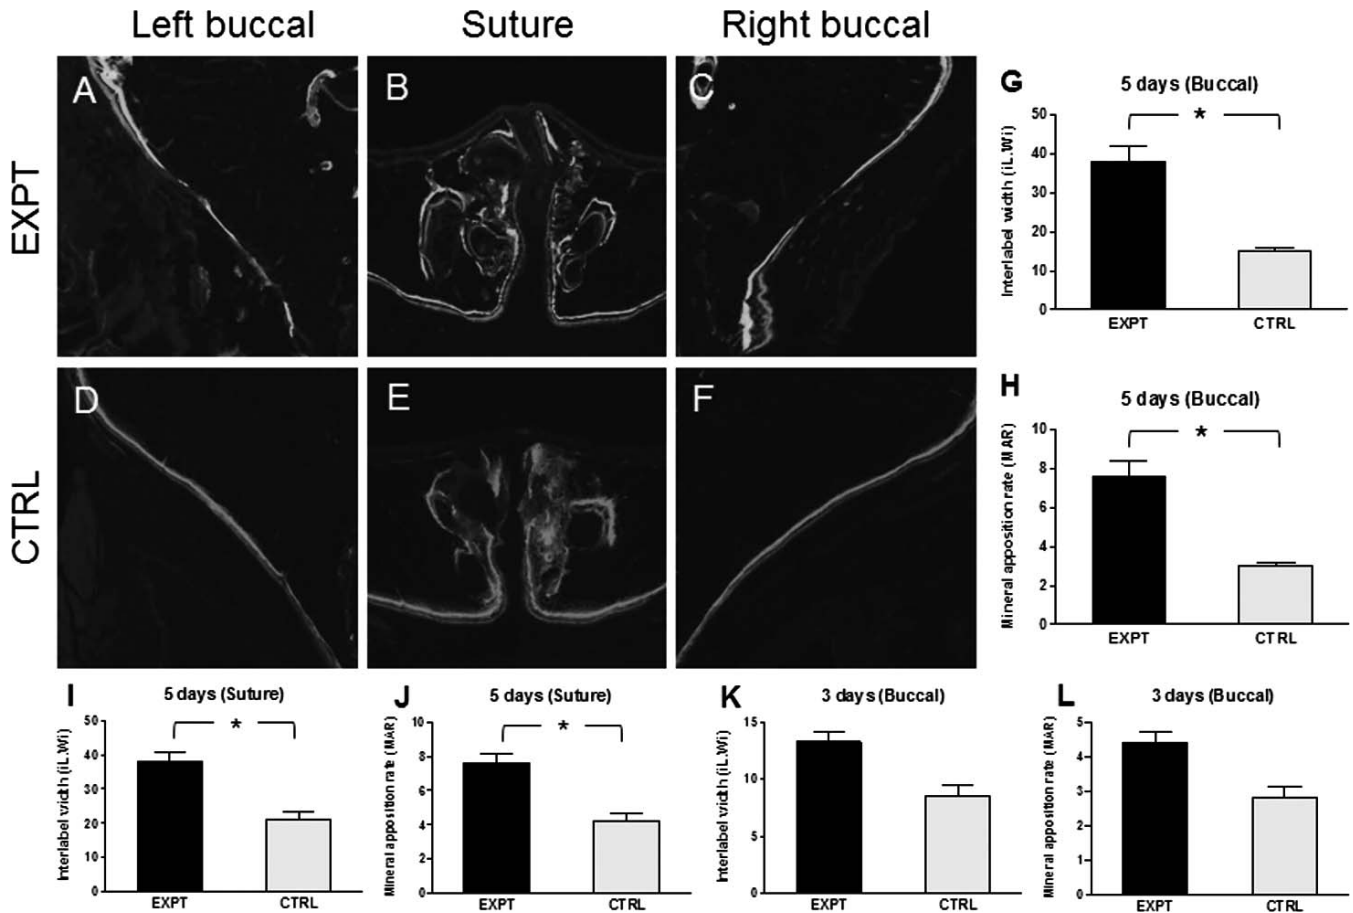 Left buccal
Suture
Right buccal
EXPT
A
B
C
G
5 days (Buccal)
*
Interlabel width (iL.Wi)
50
40
30
20
10
0
EXPT
CTRL
CTRL
D
E
F
H
5 days (Buccal)
*
Mineral apposition rate (MAR)
10
8
6
4
2
0
EXPT
CTRL
I
5 days (Suture)
*
Interlabel width (iL.Wi)
50
40
30
20
10
0
EXPT
CTRL
J
5 days (Suture)
*
Mineral apposition rate (MAR)
10
8
6
4
2
0
EXPT
CTRL
K
3 days (Buccal)
Interlabel width (iL.Wi)
15
10
5
0
EXPT
CTRL
L
3 days (Buccal)
Mineral apposition rate (MAR)
5
4
3
2
1
0
EXPT
CTRL